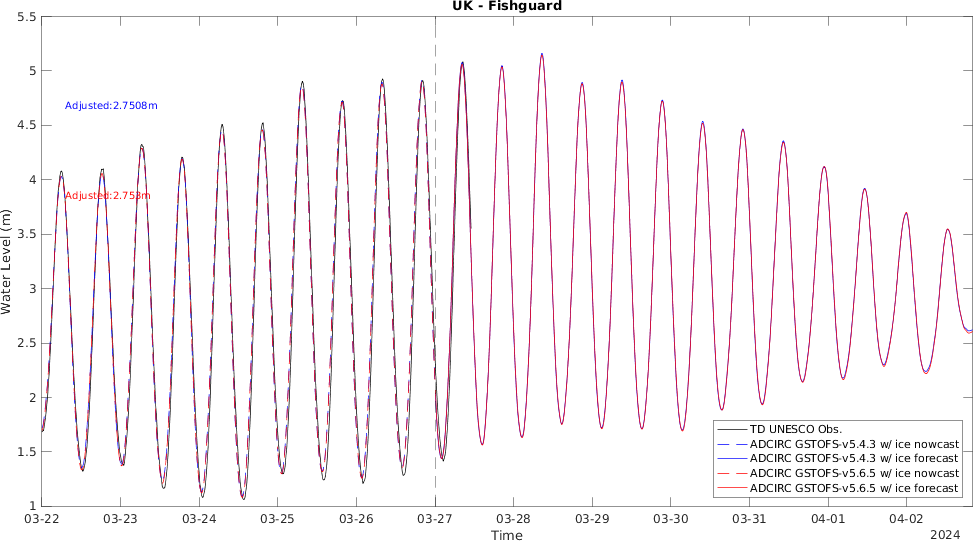 UK - Fishguard
5.5
5
4.5
4
3.5
3
2.5
2
1.5
1
Water Level (m)
Adjusted:2.7508m
Adjusted:2.753m
TD UNESCO Obs.
ADCIRC GSTOFS-v5.4.3 w/ ice nowcast
ADCIRC GSTOFS-v5.4.3 w/ ice forecast
ADCIRC GSTOFS-v5.6.5 w/ ice nowcast
ADCIRC GSTOFS-v5.6.5 w/ ice forecast
03-22 03-23 03-24 03-25 03-26 03-27 03-28 03-29 03-30 03-31 04-01 04-02
Time
2024